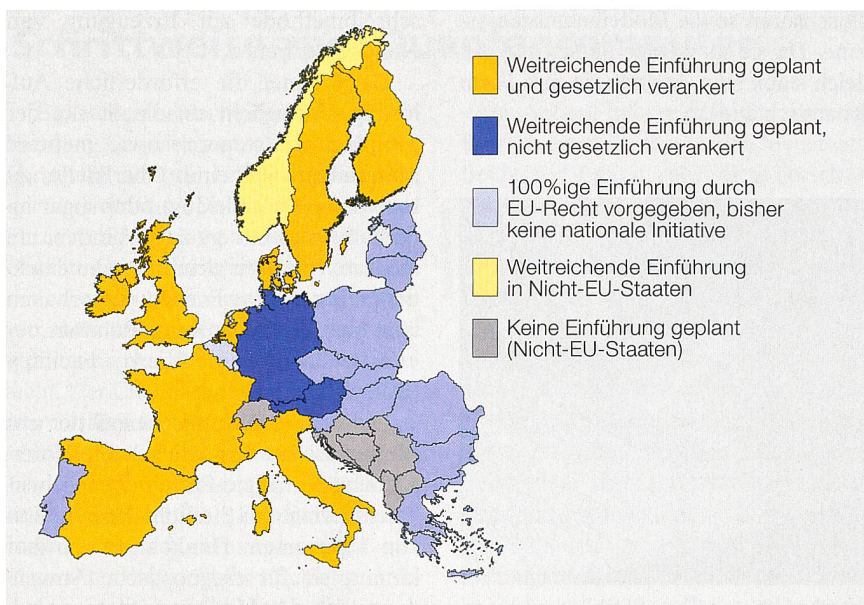 Weitreichende Einführung geplant
und gesetzlich verankert
Weitreichende Einführung geplant,
nicht gesetzlich verankert
100%ige Einführung durch
EU-Recht vorgegeben, bisher
keine nationale Initiative
Weitreichende Einführung
in Nicht-EU-Staaten
Keine Einführung geplant
(Nicht-EU-Staaten)